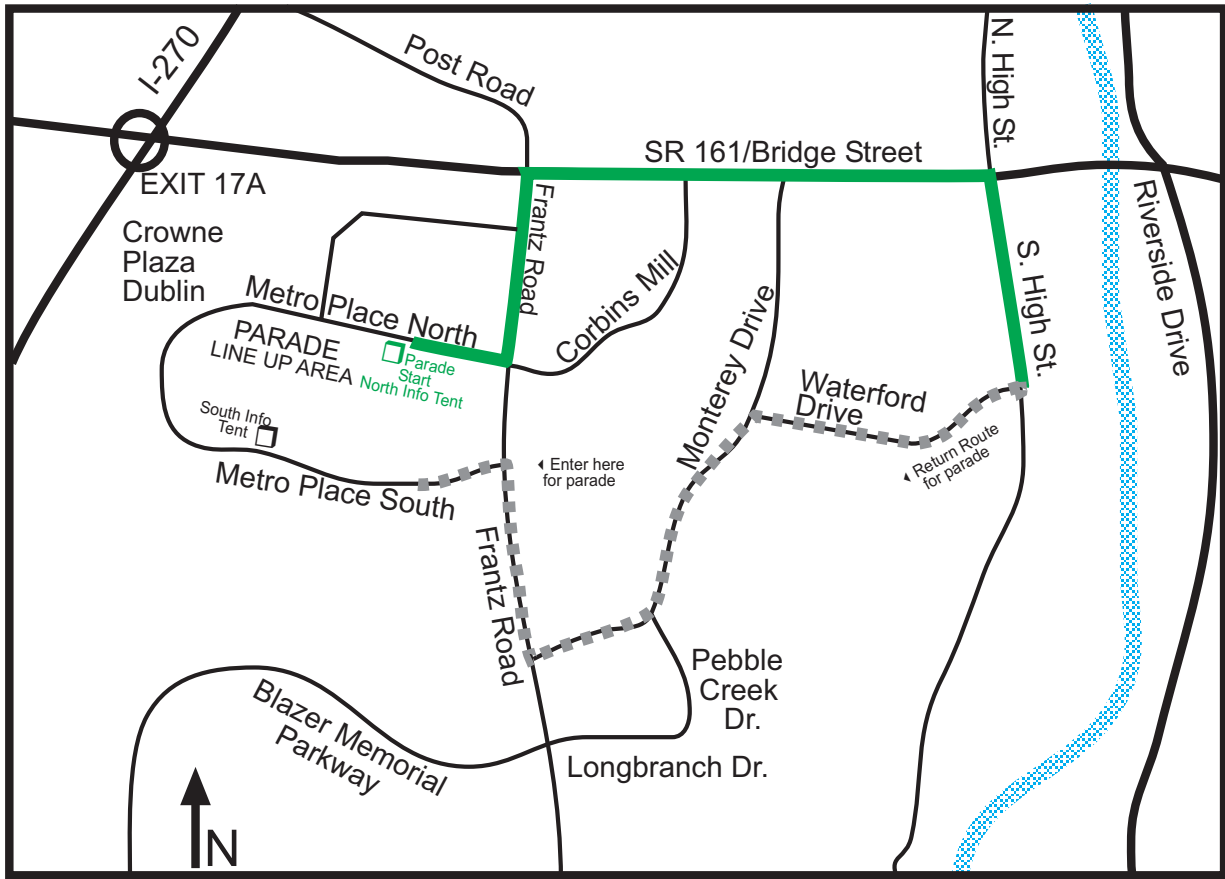 I-270
Post Road
N. High St.
SR 161/Bridge Street
EXIT 17A
Crowne
Plaza
Dublin
Frantz Road
Riverside Drive
S. High St.
Metro Place North
Corbins Mill
Monterey Drive
PARADE
LINE UP AREA
Parade
Start
North Info Tent
Waterford
Drive
South Info
Tent
Return Route
for parade
Enter here
for parade
Metro Place South
Frantz Road
Pebble
Creek
Dr.
Blazer Memorial
Parkway
Longbranch Dr.
N